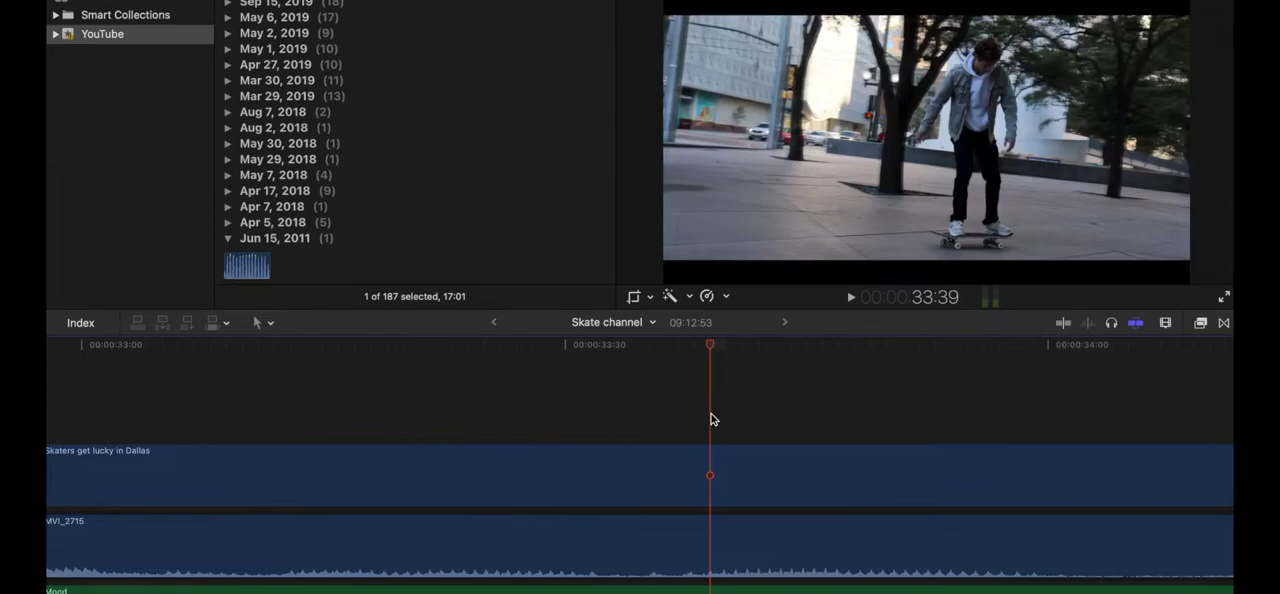 Smart Collections
YouTube
Sep 15, 2019 (18)
May 6, 2019 (17)
May 2, 2019 (9)
May 1, 2019 (10)
Apr 27, 2019 (10)
Mar 30, 2019 (11)
Mar 29, 2019 (13)
Aug 7, 2018 (2)
Aug 2, 2018 (1)
May 30, 2018 (1)
May 29, 2018 (1)
May 7, 2018 (4)
Apr 17, 2018 (9)
Apr 7, 2018 (1)
Apr 5, 2018 (5)
Jun 15, 2011 (1)
1 of 187 selected, 17:01
00:00:33:39
Index
Skate channel
09:12:53
00:00:33:00
00:00:33:30
00:00:34:00
Skaters get lucky in Dallas
MVI_2715
Mood